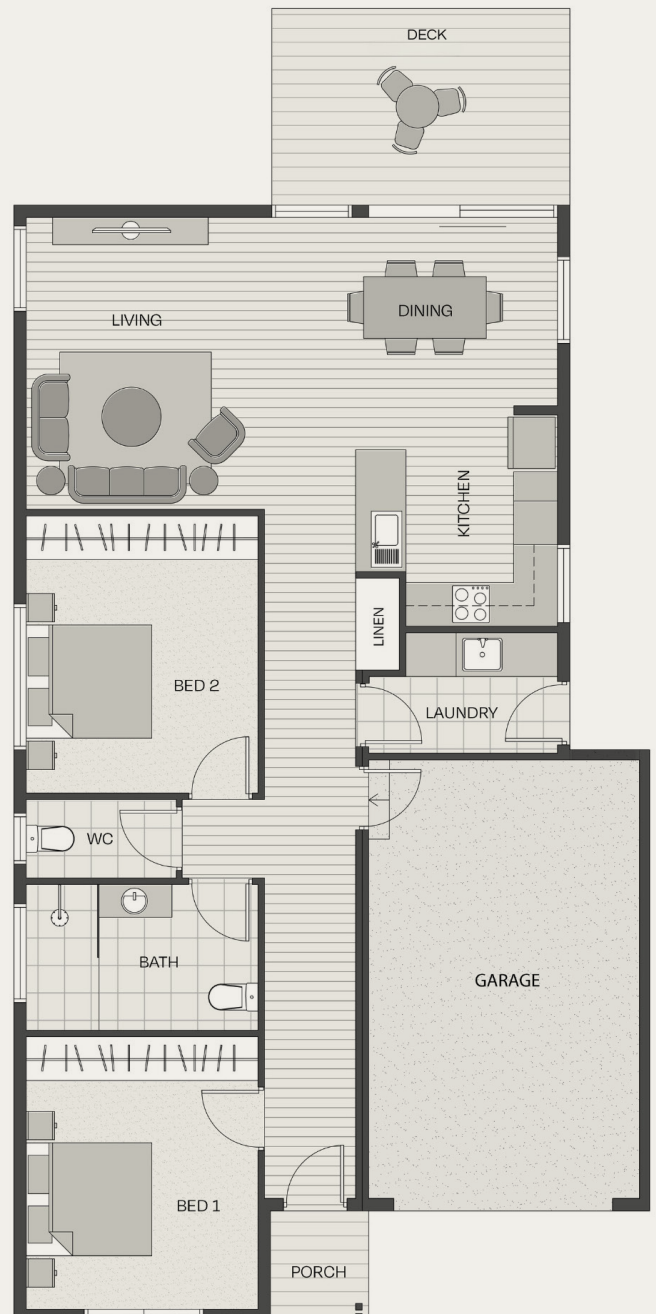 DECK
LIVING
DINING
KITCHEN
LINEN
BED 2
LAUNDRY
WC
BATH
GARAGE
BED 1
PORCH